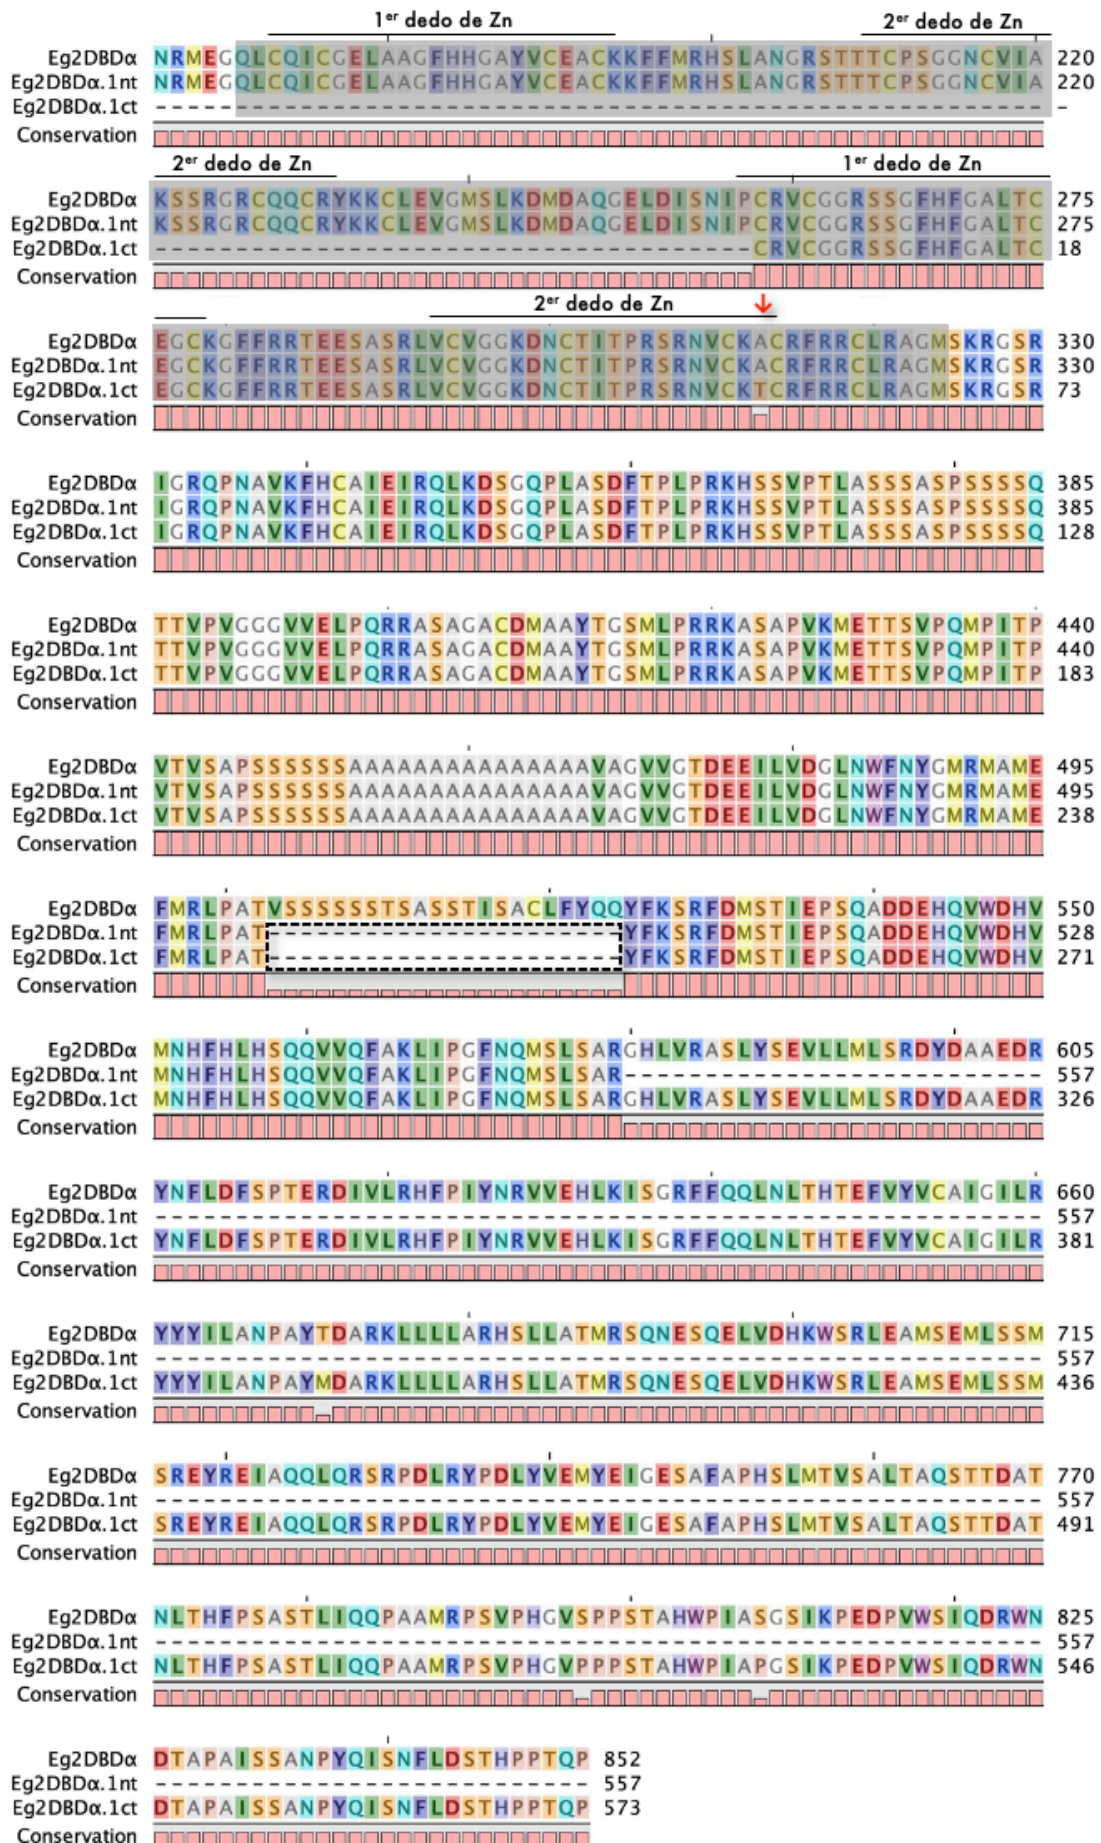 1er dedo de Zn 2er dedo de Zn
Eg2DBDα NRMEGQLCQICGELAAGFHHGAYVCEACKKFFMRHSLANGRSTTTCPSGGNCVIA 220
Eg2DBDα.1nt NRMEGQLCQICGELAAGFHHGAYVCEACKKFFMRHSLANGRSTTTCPSGGNCVIA 220
Eg2DBDα.1ct ------------------------------------------------------- -
Conservation
2er dedo de Zn 1er dedo de Zn
Eg2DBDα KSSRGRCQQCRYKKCLEVGMSLKDMDAQGELDISNIPCRVCGGRSSGFHFGALTC 275
Eg2DBDα.1nt KSSRGRCQQCRYKKCLEVGMSLKDMDAQGELDISNIPCRVCGGRSSGFHFGALTC 275
Eg2DBDα.1ct -------------------------------------CRVCGGRSSGFHFGALTC 18
Conservation
2er dedo de Zn ↓
Eg2DBDα EGCKGFFRRTEESASRLVCVGGKDNCTITPRSRNVCKACRFRRCLRAGMSKRGSR 330
Eg2DBDα.1nt EGCKGFFRRTEESASRLVCVGGKDNCTITPRSRNVCKACRFRRCLRAGMSKRGSR 330
Eg2DBDα.1ct EGCKGFFRRTEESASRLVCVGGKDNCTITPRSRNVCKTCRFRRCLRAGMSKRGSR 73
Conservation
Eg2DBDα IGRQPNAVKFHCAIEIRQLKDSGQPLASDFTPLPRKHSSVPTLASSSASPSSSSQ 385
Eg2DBDα.1nt IGRQPNAVKFHCAIEIRQLKDSGQPLASDFTPLPRKHSSVPTLASSSASPSSSSQ 385
Eg2DBDα.1ct IGRQPNAVKFHCAIEIRQLKDSGQPLASDFTPLPRKHSSVPTLASSSASPSSSSQ 128
Conservation
Eg2DBDα TTVPVGGGVVELPQRRASAGACDMAAYTGSMLPRRKASAPVKMETTSVPQMPITP 440
Eg2DBDα.1nt TTVPVGGGVVELPQRRASAGACDMAAYTGSMLPRRKASAPVKMETTSVPQMPITP 440
Eg2DBDα.1ct TTVPVGGGVVELPQRRASAGACDMAAYTGSMLPRRKASAPVKMETTSVPQMPITP 183
Conservation
Eg2DBDα VTVSAPSSSSSSAAAAAAAAAAAAAAAVAGVVGTDEEILVDGLNWFNYGMRMAME 495
Eg2DBDα.1nt VTVSAPSSSSSSAAAAAAAAAAAAAAAVAGVVGTDEEILVDGLNWFNYGMRMAME 495
Eg2DBDα.1ct VTVSAPSSSSSSAAAAAAAAAAAAAAAVAGVVGTDEEILVDGLNWFNYGMRMAME 238
Conservation
Eg2DBDα FMRLPATVSSSSSSTSASSTISACLFYQQYFKSRFDMSTIEPSQADDEHQVWDHV 550
Eg2DBDα.1nt FMRLPAT----------------------YFKSRFDMSTIEPSQADDEHQVWDHV 528
Eg2DBDα.1ct FMRLPAT----------------------YFKSRFDMSTIEPSQADDEHQVWDHV 271
Conservation
Eg2DBDα MNHFHLHSQQVVQFAKLIPGFNQMSLSARGHLVRASLYSEVLLMLSRDYDAAEDR 605
Eg2DBDα.1nt MNHFHLHSQQVVQFAKLIPGFNQMSLSAR-------------------------- 557
Eg2DBDα.1ct MNHFHLHSQQVVQFAKLIPGFNQMSLSARGHLVRASLYSEVLLMLSRDYDAAEDR 326
Conservation
Eg2DBDα YNFLDFSPTERDIVLRHFPIYNRVVEHLKISGRFFQQLNLTHTEFVYVCAIGILR 660
Eg2DBDα.1nt ------------------------------------------------------- 557
Eg2DBDα.1ct YNFLDFSPTERDIVLRHFPIYNRVVEHLKISGRFFQQLNLTHTEFVYVCAIGILR 381
Conservation
Eg2DBDα YYYILANPAYTDARKLLLLARHSLLATMRSQNESQELVDHKWSRLEAMSEMLSSM 715
Eg2DBDα.1nt ------------------------------------------------------- 557
Eg2DBDα.1ct YYYILANPAYMDARKLLLLARHSLLATMRSQNESQELVDHKWSRLEAMSEMLSSM 436
Conservation
Eg2DBDα SREYREIAQQLQRSRPDLRYPDLYVEMYEIGESAFAPHSLMTVSALTAQSTTDAT 770
Eg2DBDα.1nt ------------------------------------------------------- 557
Eg2DBDα.1ct SREYREIAQQLQRSRPDLRYPDLYVEMYEIGESAFAPHSLMTVSALTAQSTTDAT 491
Conservation
Eg2DBDα NLTHFPSASTLIQQPAAMRPSVPHGVSPPSTAHWPIASGSIKPEDPVWSIQDRWN 825
Eg2DBDα.1nt ------------------------------------------------------- 557
Eg2DBDα.1ct NLTHFPSASTLIQQPAAMRPSVPHGVPPPSTAHWPIAPGSIKPEDPVWSIQDRWN 546
Conservation
Eg2DBDα DTAPAISSANPYQISNFLDSTHPPTQP 852
Eg2DBDα.1nt --------------------------- 557
Eg2DBDα.1ct DTAPAISSANPYQISNFLDSTHPPTQP 573
Conservation